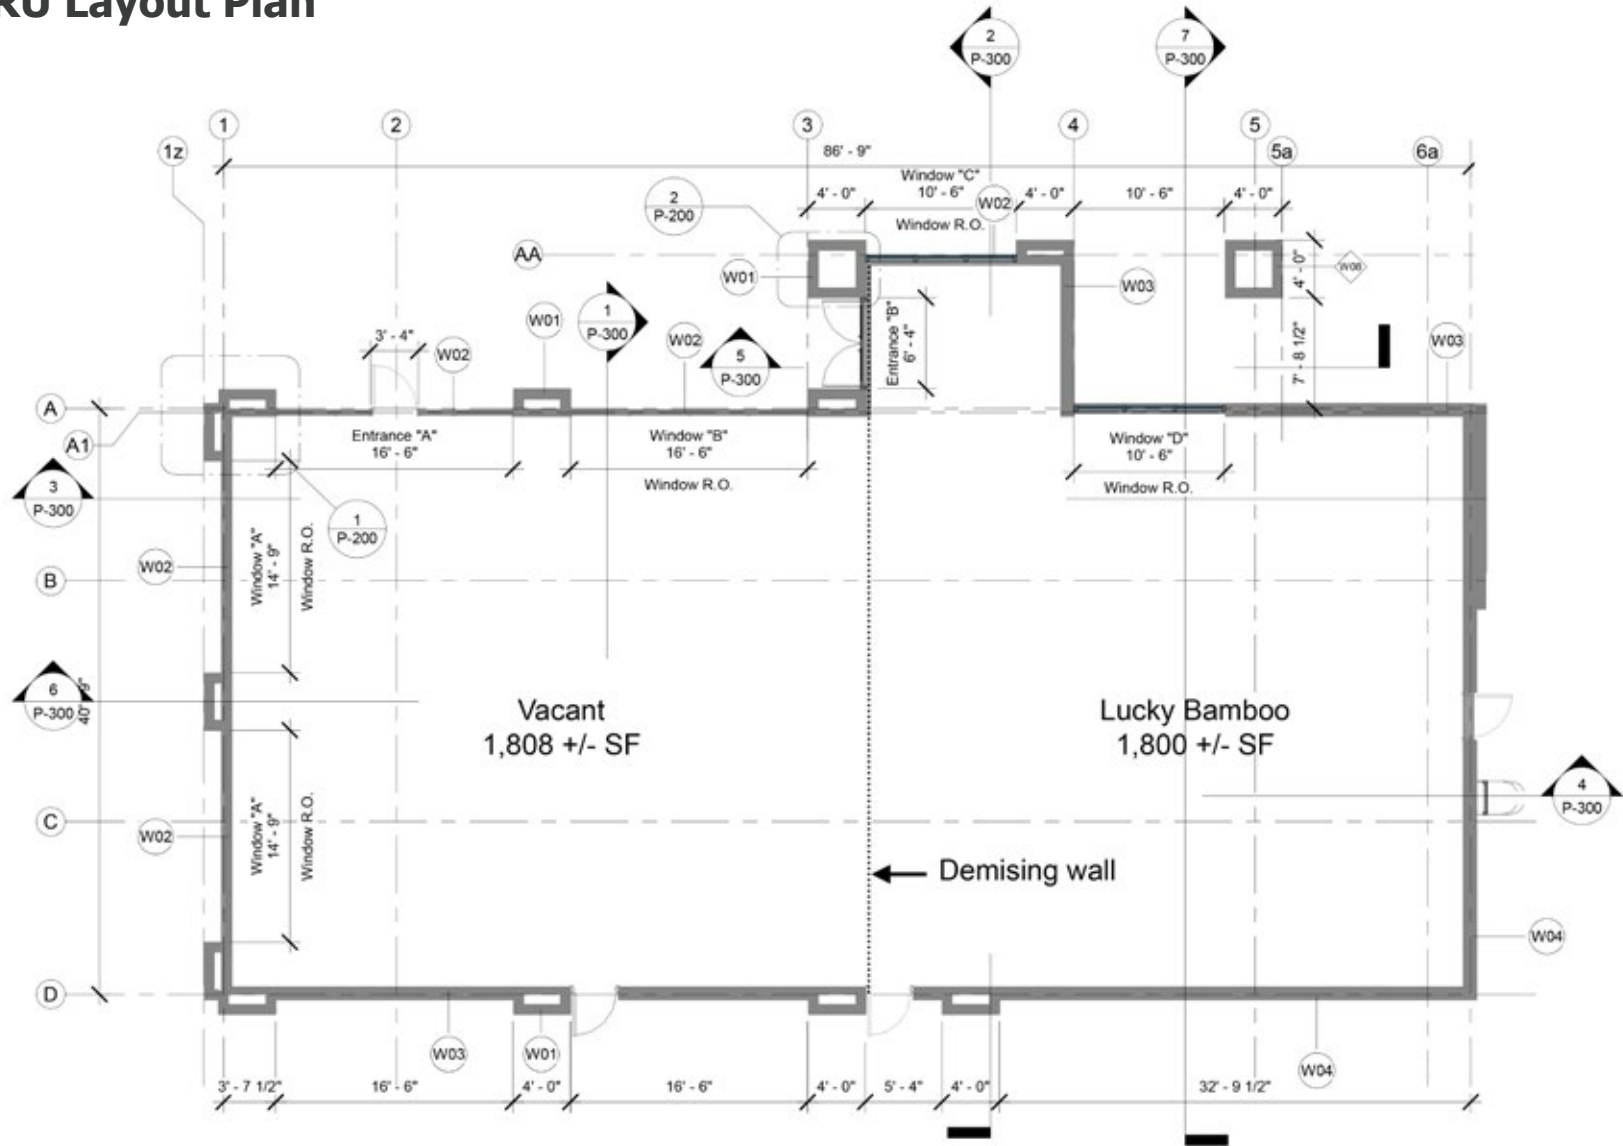 RU Layout Plan
2
P-300
7
P-300
1
2
3
4
5
1z
5a
6a
86' - 9"
Window "C"
4' - 0"
10' - 6"
4' - 0"
10' - 6"
4' - 0"
W02
Window R.O.
2
P-200
AA
W01
W03
4' - 0"
W08
1
P-300
W01
3' - 4"
W02
W02
5
P-300
Entrance "B"
6' - 4"
7' - 8 1/2"
W03
A
A1
Entrance "A"
16' - 6"
Window "B"
16' - 6"
Window R.O.
Window "D"
10' - 6"
Window R.O.
3
P-300
1
P-200
W02
Window "A"
14' - 9"
Window R.O.
B
6
P-300
40' - 9"
Vacant
1,808 +/- SF
Lucky Bamboo
1,800 +/- SF
4
P-300
C
W02
Window "A"
14' - 9"
Window R.O.
Demising wall
W04
D
W03
W01
W04
3' - 7 1/2"
16' - 6"
4' - 0"
16' - 6"
4' - 0"
5' - 4"
4' - 0"
32' - 9 1/2"